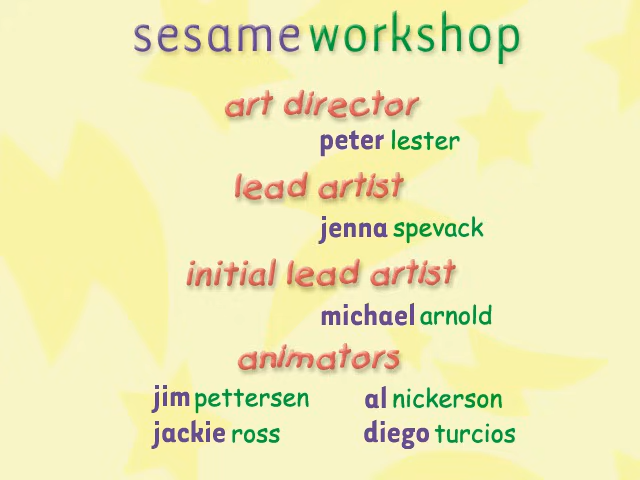 sesameworkshop
art director
peter lester
lead artist
jenna spevack
initial lead artist
michael arnold
animators
jim pettersen al nickerson
jackie ross diego turcios